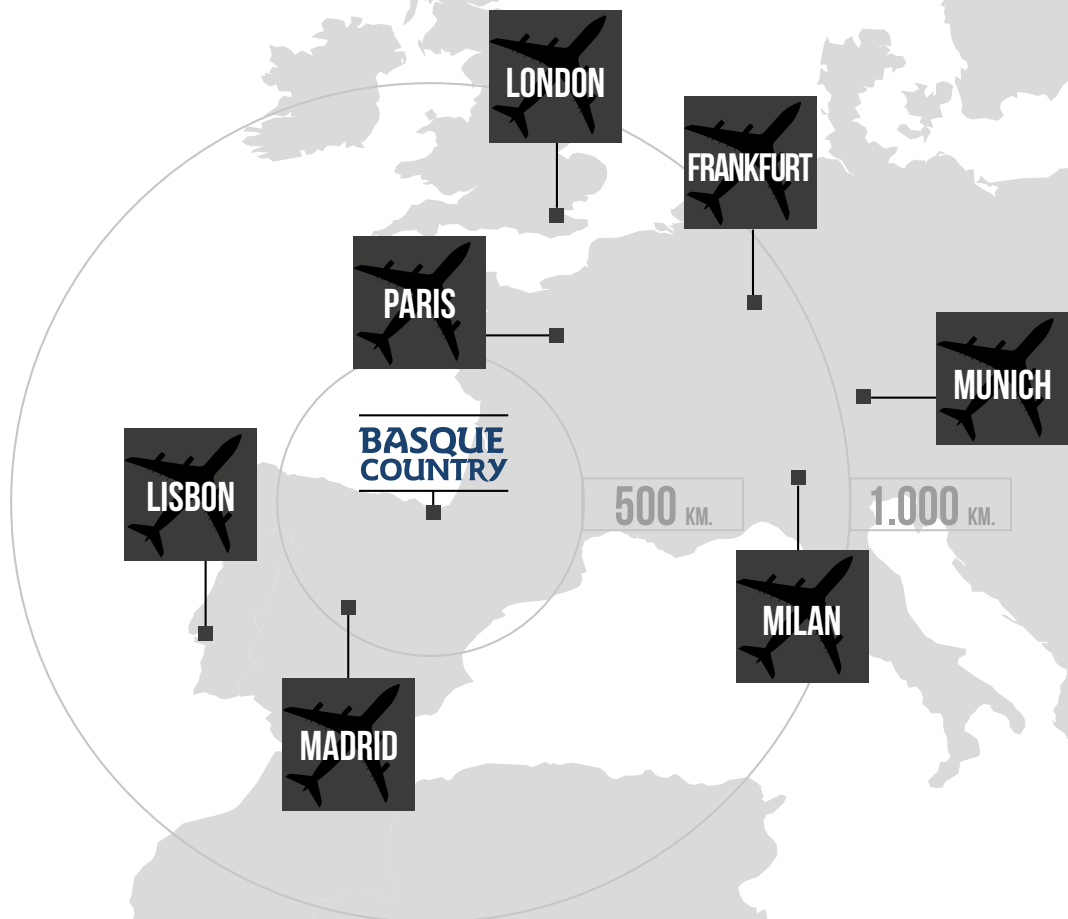 LONDON
FRANKFURT
PARIS
MUNICH
BASQUE
COUNTRY
LISBON
500 KM.
1.000 KM.
MILAN
MADRID